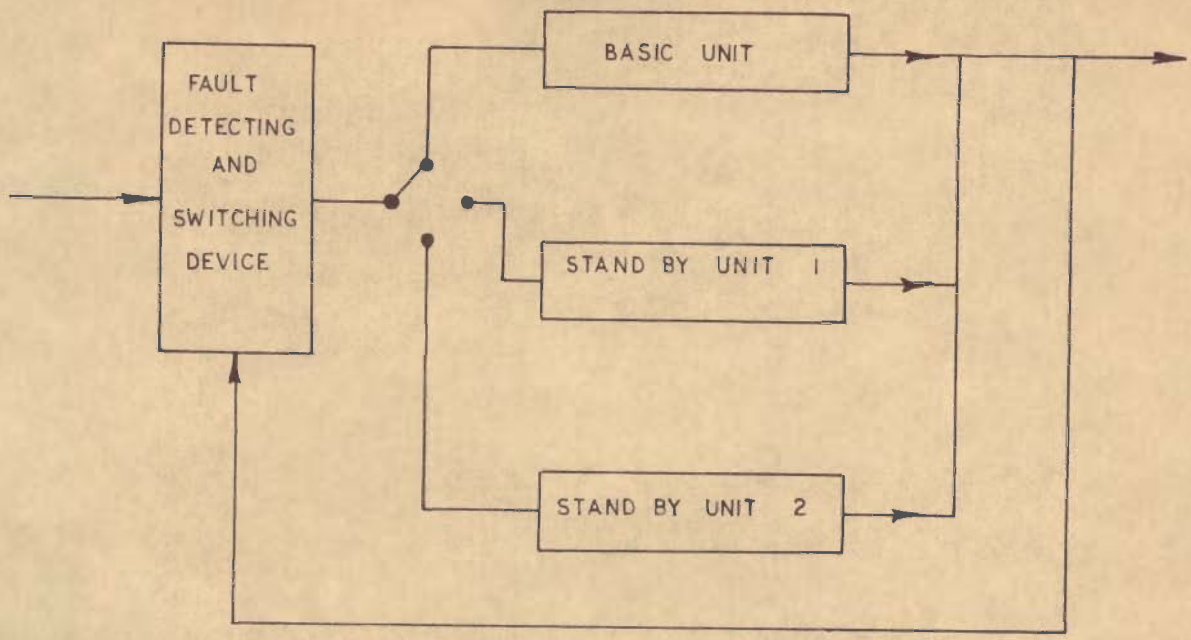 FAULT
DETECTING
AND
SWITCHING
DEVICE
BASIC UNIT
STAND BY UNIT 1
STAND BY UNIT 2